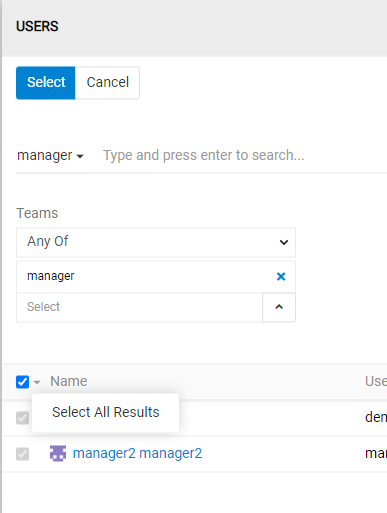 USERS
Select Cancel
manager Type and press enter to search...
Teams
Any Of
manager
Select
Name Use
Select All Results
den
manager2 manager2 mar